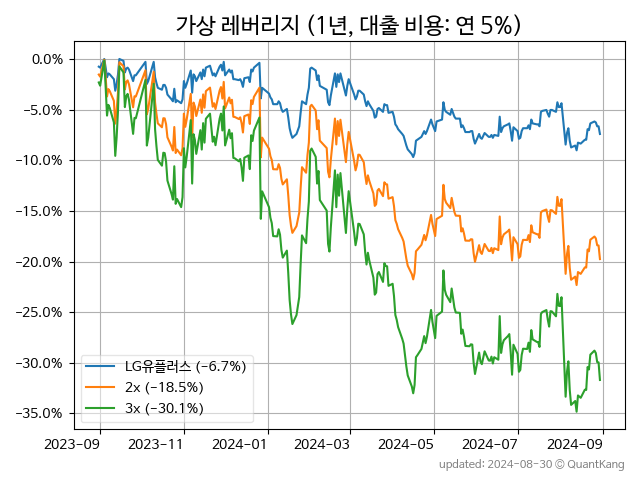 가상 레버리지 (1년, 대출 비용: 연 5%)
0.0%
−5.0%
−10.0%
−15.0%
−20.0%
−25.0%
−30.0%
−35.0%
LG유플러스 (−6.7%)
2x (−18.5%)
3x (−30.1%)
2023-09 2023-11 2024-01 2024-03 2024-05 2024-07 2024-09
updated: 2024-08-30 © QuantKang